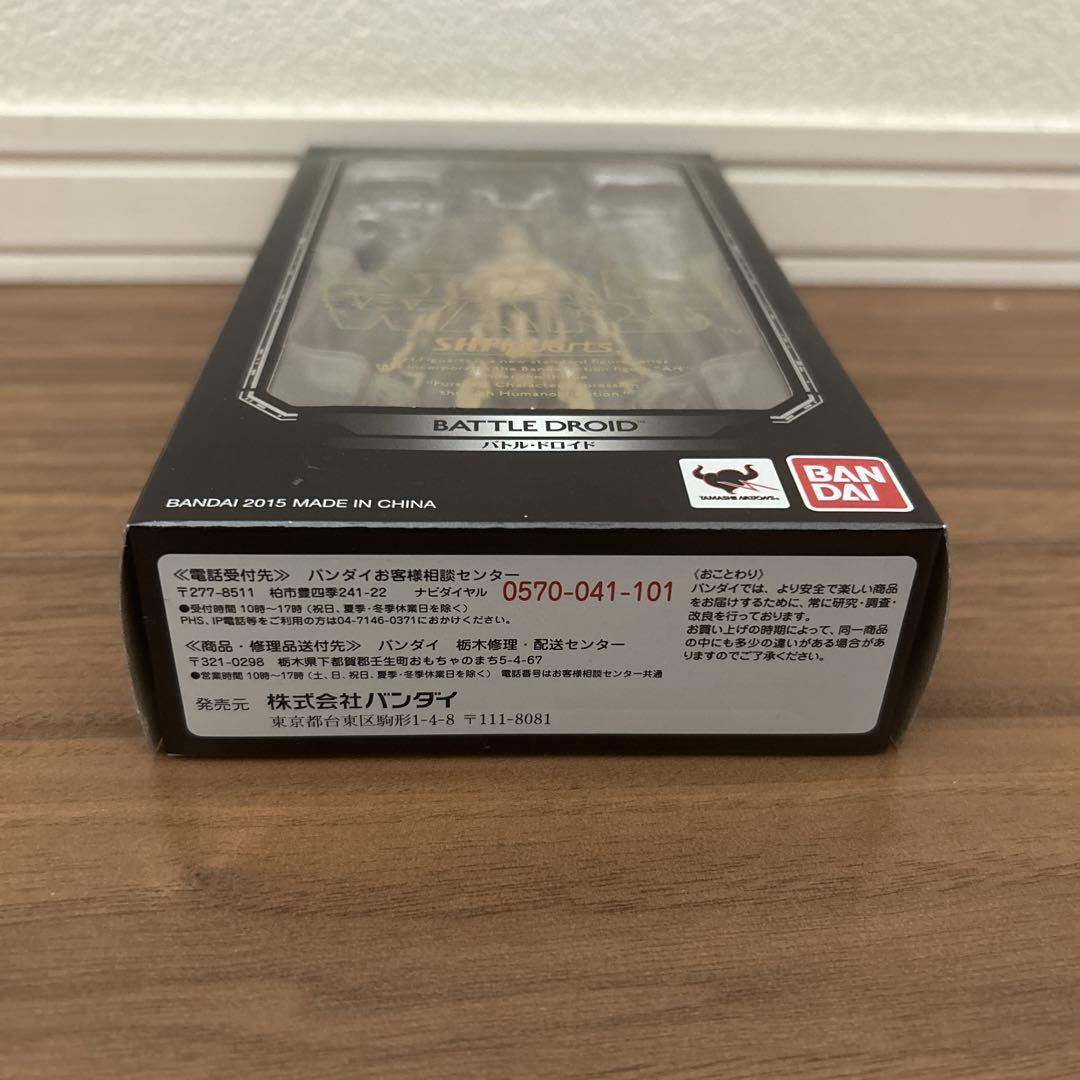 STAR
WARS™
S.H.Figuarts
"Pursuing Character Expression
through Humanoid Action."
BATTLE DROID™
バトル・ドロイド
TAMASHII NATIONS
BAN
DAI
BANDAI 2015 MADE IN CHINA
≪電話受付先≫ バンダイお客様相談センター
〒277-8511 柏市豊四季241-22 ナビダイヤル 0570-041-101
●受付時間 10時〜17時(祝日、夏季・冬季休業日を除く)
PHS、IP電話等をご利用の方は04-7146-0371におかけください。
≪商品・修理品送付先≫ バンダイ 栃木修理・配送センター
〒321-0298 栃木県下都賀郡壬生町おもちゃのまち5-4-67
●営業時間 10時〜17時(土、日、祝日、夏季・冬季休業日を除く) 電話番号はお客様相談センター共通
発売元 株式会社バンダイ
東京都台東区駒形1-4-8 〒111-8081
《おことわり》
バンダイでは、より安全で楽しい商品
をお届けするために、常に研究・調査・
改良を行っております。
お買い上げの時期によって、同一商品
の中にも多少の違いがある場合があ
りますのでご了承ください。